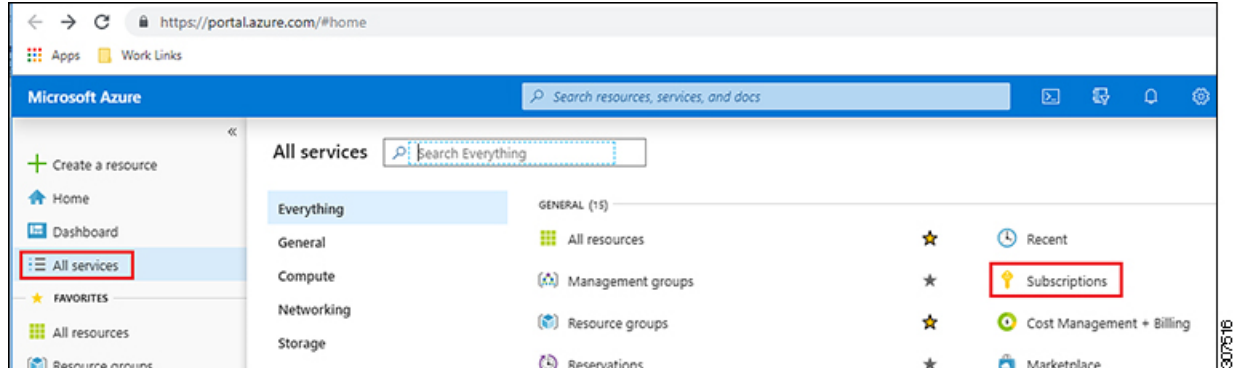 https://portal.azure.com/#home
Apps Work Links
Microsoft Azure
Search resources, services, and docs
«
Create a resource
Home
Dashboard
All services
FAVORITES
All resources
Resource groups
All services
Search Everything
Everything
General
Compute
Networking
Storage
GENERAL (15)
All resources
Recent
Management groups
Subscriptions
Resource groups
Cost Management + Billing
Reservations
Marketplace
307516